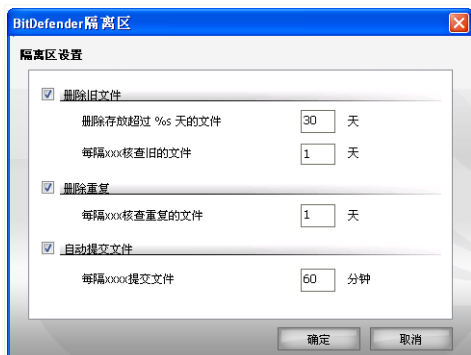 BitDefender隔离区
隔离区设置
删除旧文件
删除存放超过 %s 天的文件 30 天
每隔xxx核查旧的文件 1 天
删除重复
每隔xxx核查重复的文件 1 天
自动提交文件
每隔xxxx提交文件 60 分钟
确定 取消